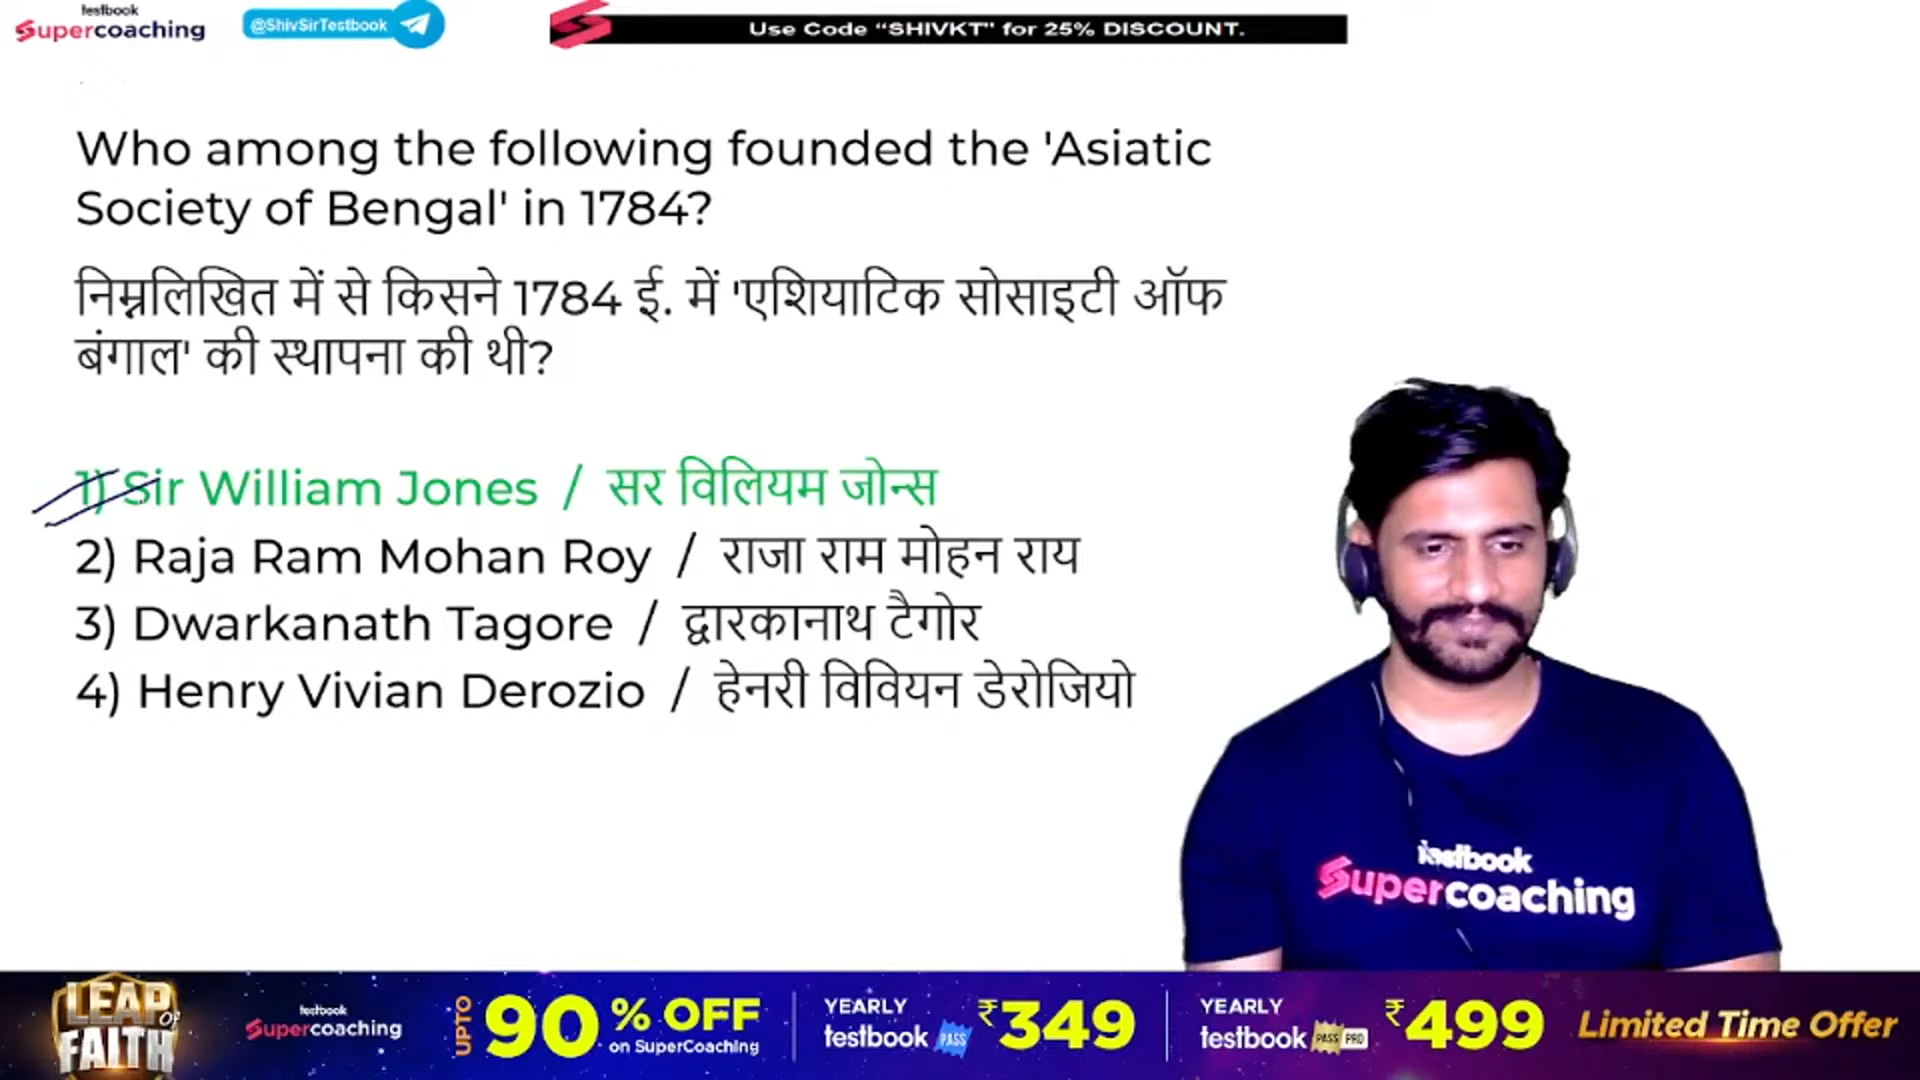 testbook
Supercoaching
@ShivSirTestbook
Use Code “SHIVKT” for 25% DISCOUNT.
Who among the following founded the 'Asiatic
Society of Bengal' in 1784?
निम्नलिखित में से किसने 1784 ई. में 'एशियाटिक सोसाइटी ऑफ
बंगाल' की स्थापना की थी?
1) Sir William Jones / सर विलियम जोन्स
2) Raja Ram Mohan Roy / राजा राम मोहन राय
3) Dwarkanath Tagore / द्वारकानाथ टैगोर
4) Henry Vivian Derozio / हेनरी विवियन डेरोजियो
testbook
Supercoaching
LEAP OF
FAITH
testbook
Supercoaching
UPTO 90% OFF
on SuperCoaching
YEARLY
testbook PASS ₹349
YEARLY
testbook PASS PRO ₹499
Limited Time Offer